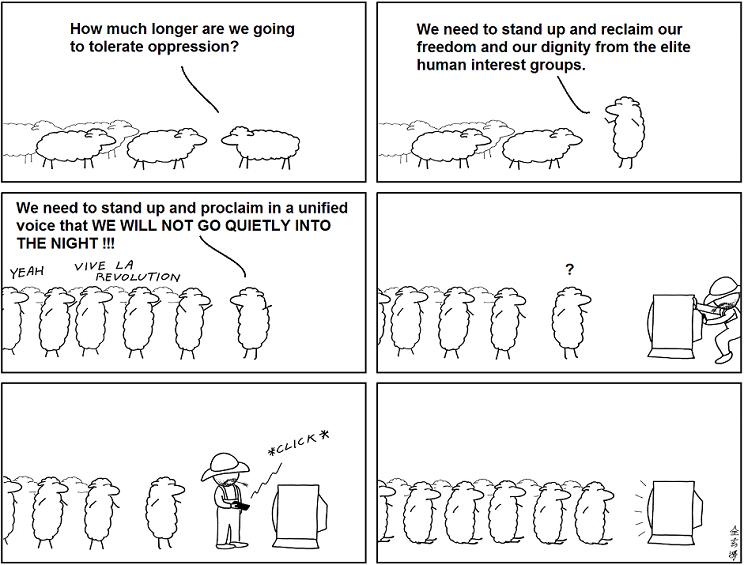 How much longer are we going
to tolerate oppression?
We need to stand up and reclaim our
freedom and our dignity from the elite
human interest groups.
We need to stand up and proclaim in a unified
voice that WE WILL NOT GO QUIETLY INTO
THE NIGHT !!!
YEAH
VIVE LA
REVOLUTION
?
*CLICK*